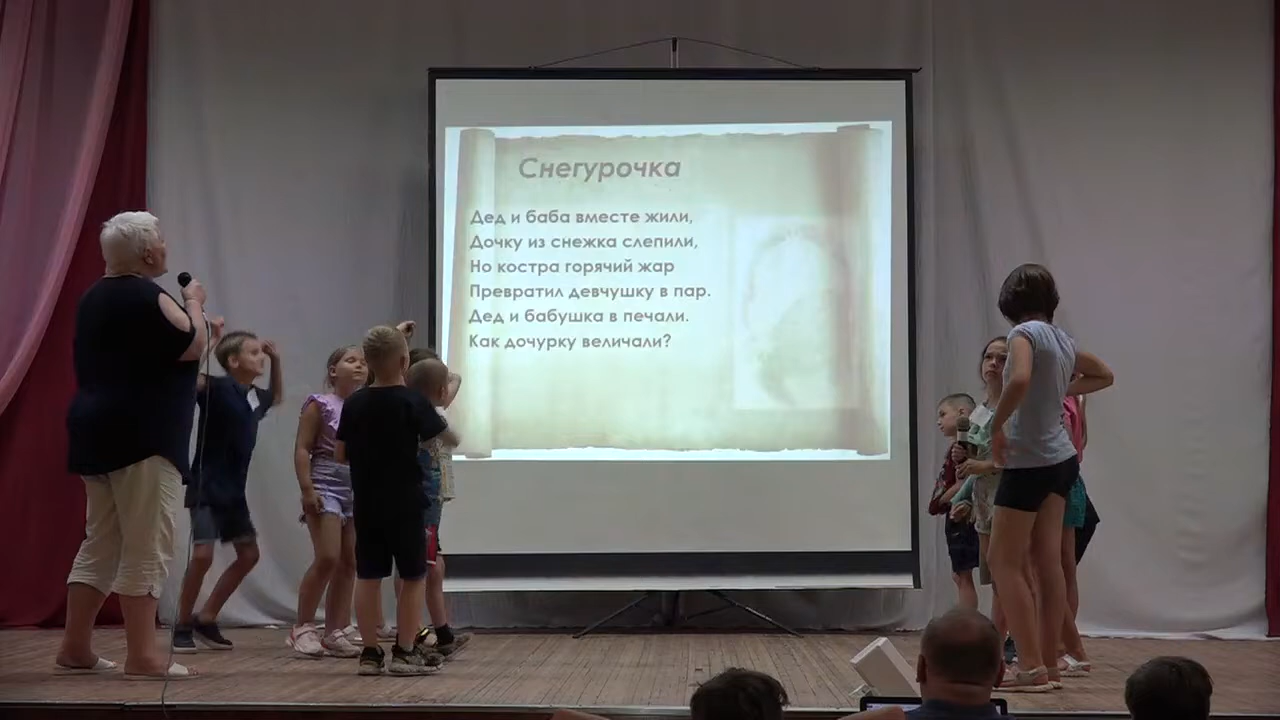 Снегурочка
Дед и баба вместе жили,
Дочку из снежка слепили,
Но костра горячий жар
Превратил девчушку в пар.
Дед и бабушка в печали.
Как дочурку величали?